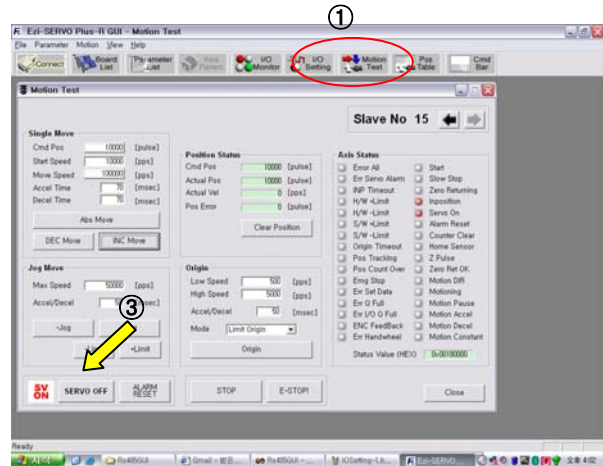 ①
Ezi-SERVO Plus-R GUI - Motion Test
File Parameter Motion View Help
Connect Board List Parameter List Axis Param I/O Monitor I/O Setting Motion Test Pos Table Cmd Bar
Motion Test
Slave No 15
Single Move
Cmd Pos 10000 [pulse]
Start Speed 10000 [pps]
Move Speed 100000 [pps]
Accel Time 70 [msec]
Decel Time 70 [msec]
Abs Move
DEC Move INC Move
Position Status
Cmd Pos 10000 [pulse]
Actual Pos 10000 [pulse]
Actual Vel 0 [pps]
Pos Error 0 [pulse]
Clear Position
Axis Status
Error All Start
Err Servo Alarm Slow Stop
INP Timeout Zero Returning
H/W +Limit Inposition
H/W -Limit Servo On
S/W +Limit Alarm Reset
S/W -Limit Counter Clear
Origin Timeout Home Sensor
Pos Tracking Z Pulse
Pos Count Over Zero Ret OK.
Emg Stop Motion DIR
Err Set Data Motioning
Err Q Full Motion Pause
Err I/O Q Full Motion Accel
ENC FeedBack Motion Decel
Err Handwheel Motion Constant
Status Value (HEX) 0x00180000
Jog Move
Max Speed 50000 [pps]
Accel/Decel
③
-Jog
+Limit
Origin
Low Speed 500 [pps]
High Speed 5000 [pps]
Accel/Decel 50 [msec]
Mode Limit Origin
Origin
SV ON SERVO OFF ALARM RESET
STOP E-STOP!
Close
Ready
Rs485GUI Gmail - Rs485GUI - Ezi-SERVO 4:02